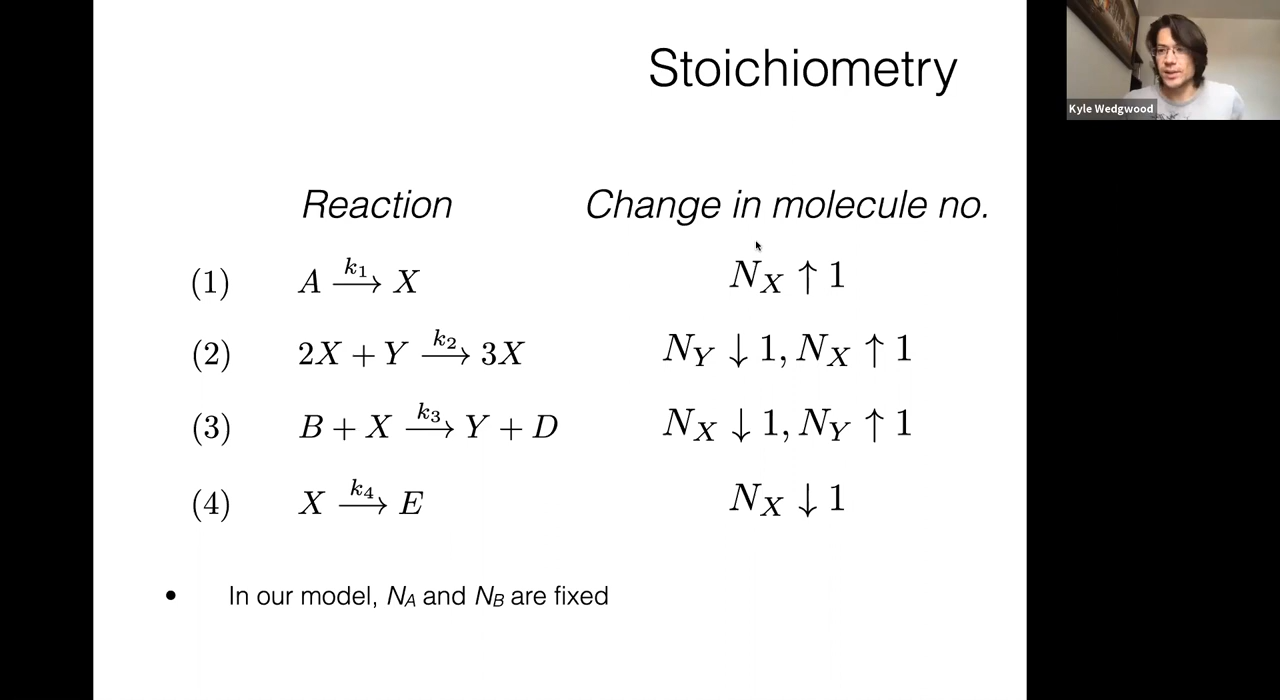 Stoichiometry
Kyle Wedgwood
Reaction Change in molecule no.
(1) A k₁⟶ X N_X ↑ 1
(2) 2X + Y k₂⟶ 3X N_Y ↓ 1, N_X ↑ 1
(3) B + X k₃⟶ Y + D N_X ↓ 1, N_Y ↑ 1
(4) X k₄⟶ E N_X ↓ 1
• In our model, N_A and N_B are fixed